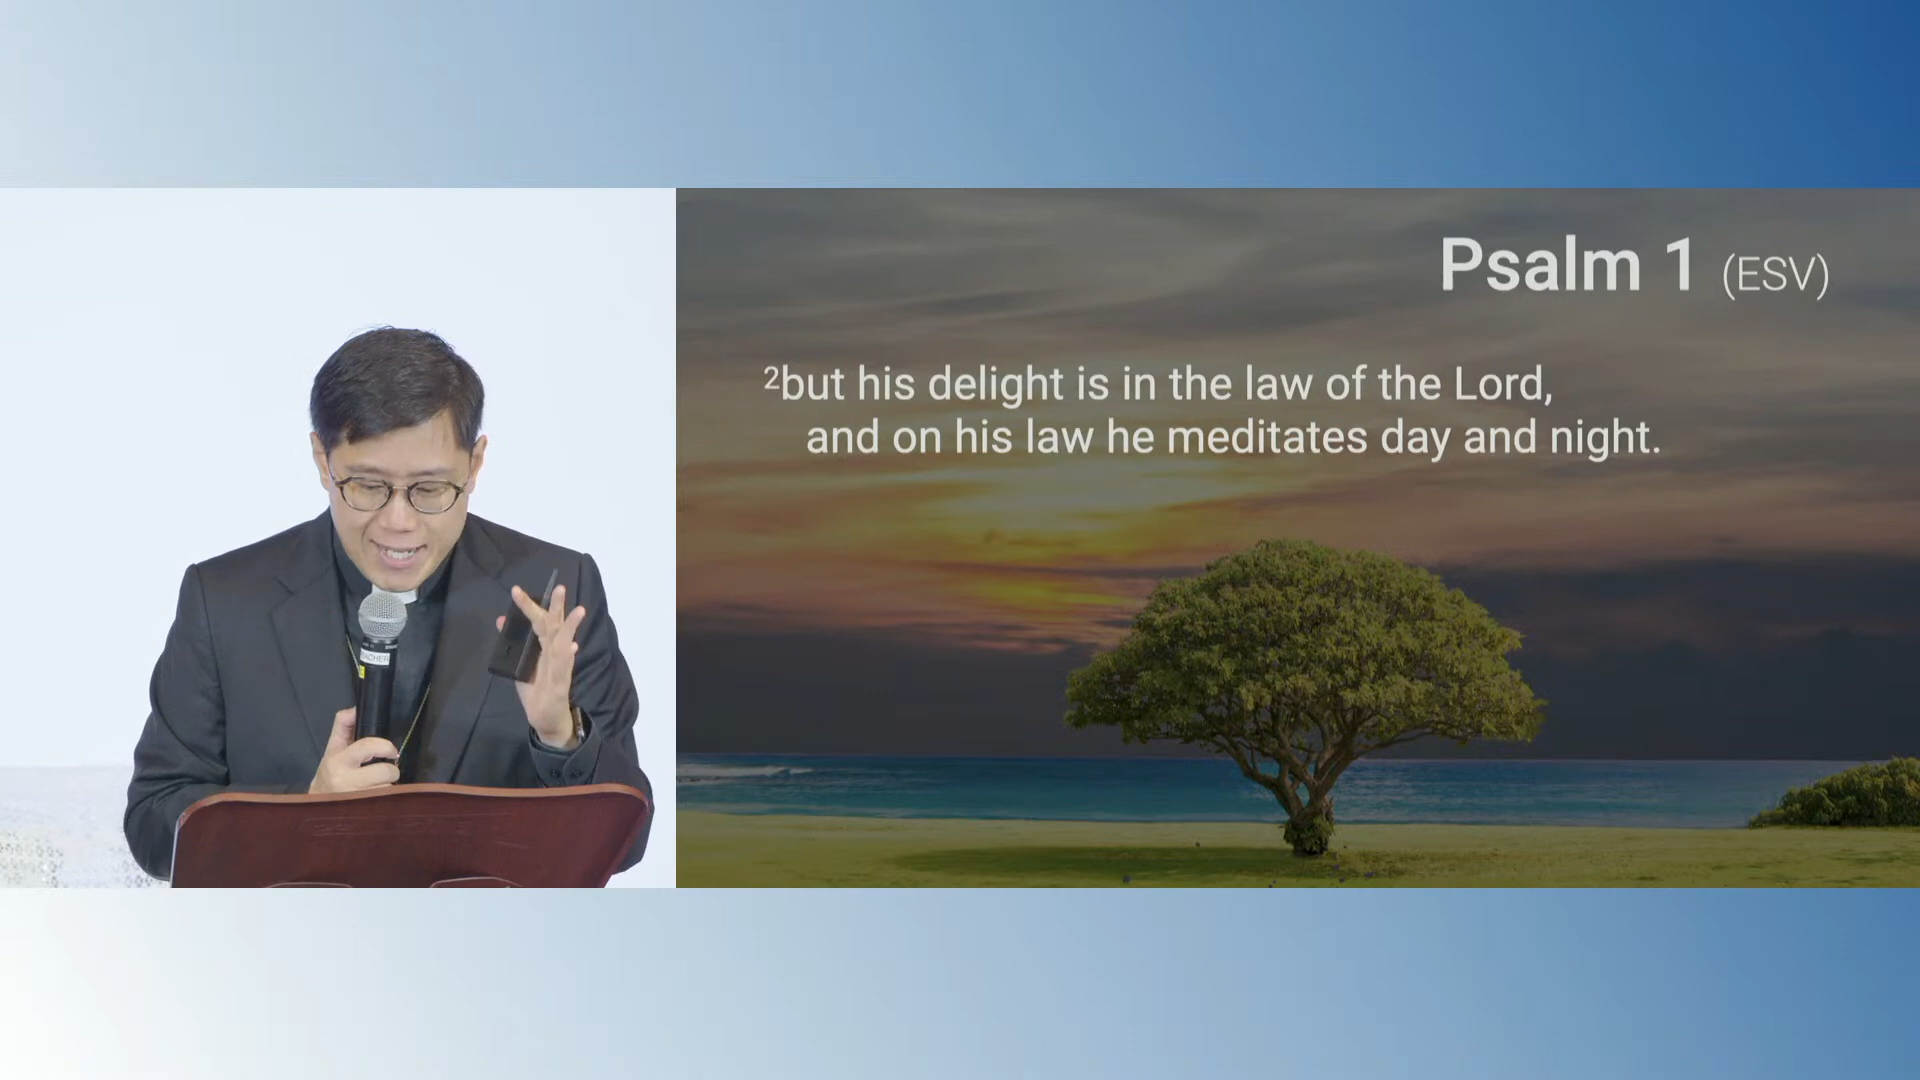 Psalm 1 (ESV)
²but his delight is in the law of the Lord,
and on his law he meditates day and night.